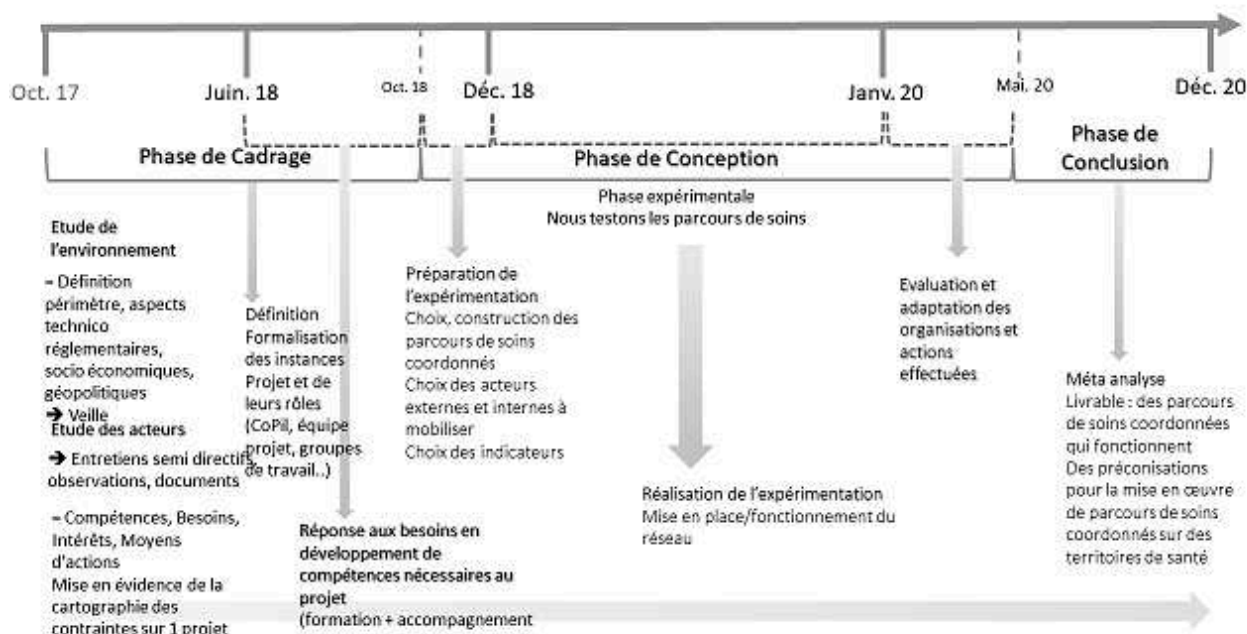 Oct. 17
Juin. 18
Oct. 18
Déc. 18
Janv. 20
Mai. 20
Déc. 20
Phase de Cadrage
Phase de Conception
Phase de
Conclusion
Phase expérimentale
Nous testons les parcours de soins
Etude de
l'environnement
– Définition
périmètre, aspects
technico
réglementaires,
socio économiques,
géopolitiques
➔ Veille
Etude des acteurs
➔ Entretiens semi directifs,
observations, documents
– Compétences, Besoins,
Intérêts, Moyens
d'actions
Mise en évidence de la
cartographie des
contraintes sur 1 projet
Définition
Formalisation
des instances
Projet et de
leurs rôles
(CoPil, équipe
projet, groupes
de travail..)
Réponse aux besoins en
développement de
compétences nécessaires au
projet
(formation + accompagnement
Préparation de
l'expérimentation
Choix, construction des
parcours de soins
coordonnés
Choix des acteurs
externes et internes à
mobiliser
Choix des indicateurs
Réalisation de l'expérimentation
Mise en place/fonctionnement du
réseau
Evaluation et
adaptation des
organisations et
actions
effectuées
Méta analyse
Livrable : des parcours
de soins coordonnées
qui fonctionnent
Des préconisations
pour la mise en œuvre
de parcours de soins
coordonnés sur des
territoires de santé